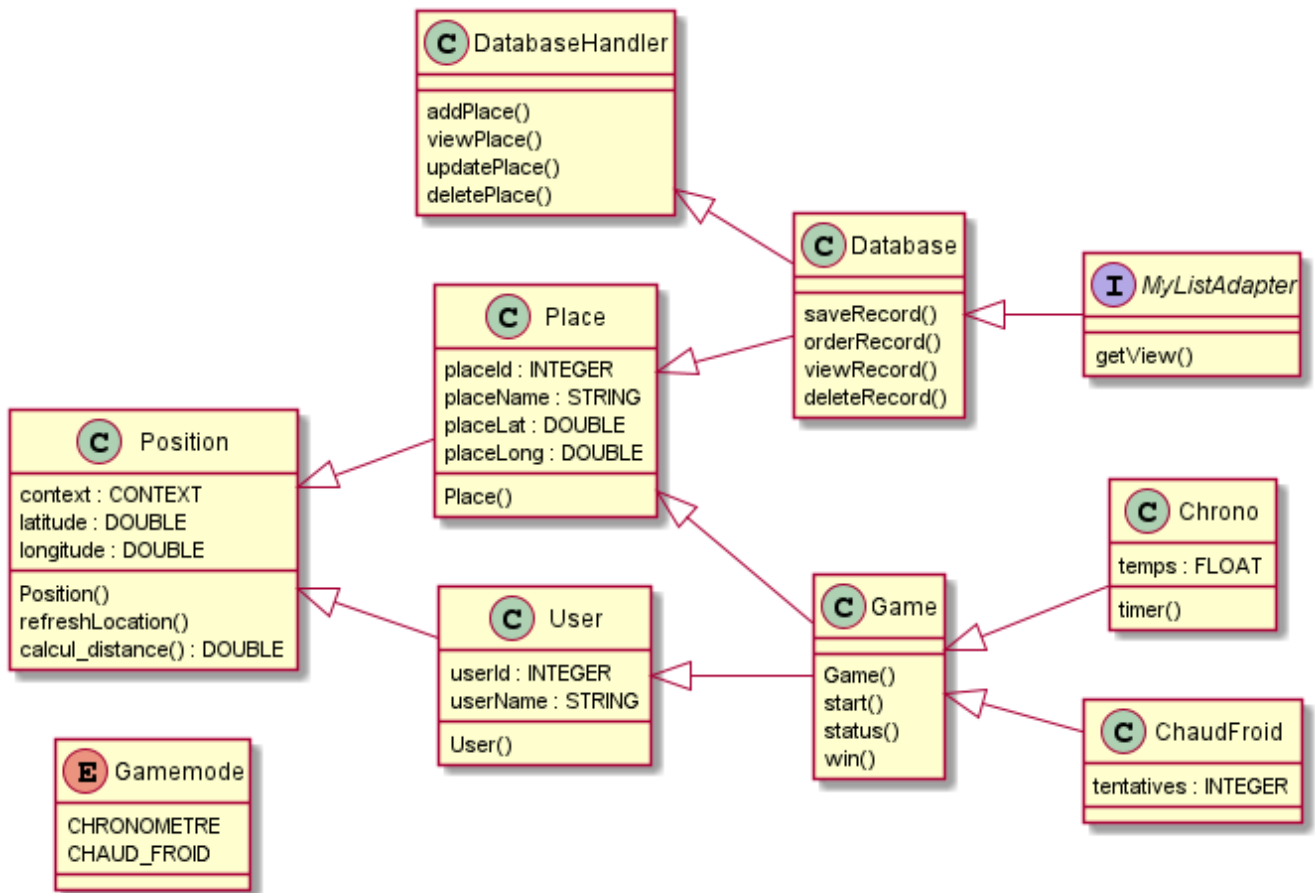 C DatabaseHandler
addPlace()
viewPlace()
updatePlace()
deletePlace()
C Database
saveRecord()
orderRecord()
viewRecord()
deleteRecord()
I MyListAdapter
getView()
C Place
placeId : INTEGER
placeName : STRING
placeLat : DOUBLE
placeLong : DOUBLE
Place()
C Position
context : CONTEXT
latitude : DOUBLE
longitude : DOUBLE
Position()
refreshLocation()
calcul_distance() : DOUBLE
C User
userId : INTEGER
userName : STRING
User()
C Game
Game()
start()
status()
win()
C Chrono
temps : FLOAT
timer()
C ChaudFroid
tentatives : INTEGER
E Gamemode
CHRONOMETRE
CHAUD_FROID